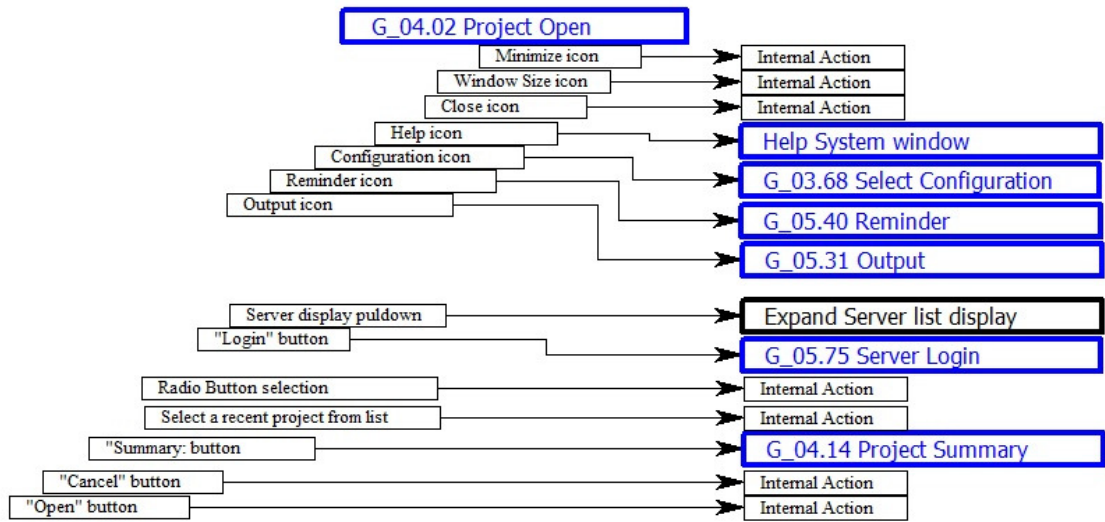 G_04.02 Project Open
Minimize icon
Internal Action
Window Size icon
Internal Action
Close icon
Internal Action
Help icon
Help System window
Configuration icon
G_03.68 Select Configuration
Reminder icon
G_05.40 Reminder
Output icon
G_05.31 Output
Server display puldown
Expand Server list display
"Login" button
G_05.75 Server Login
Radio Button selection
Internal Action
Select a recent project from list
Internal Action
"Summary: button
G_04.14 Project Summary
"Cancel" button
Internal Action
"Open" button
Internal Action